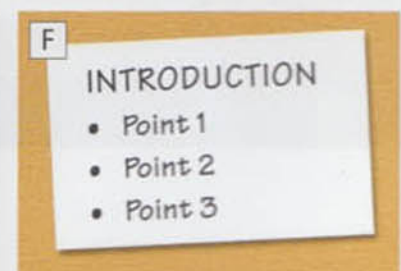 F
INTRODUCTION
• Point 1
• Point 2
• Point 3